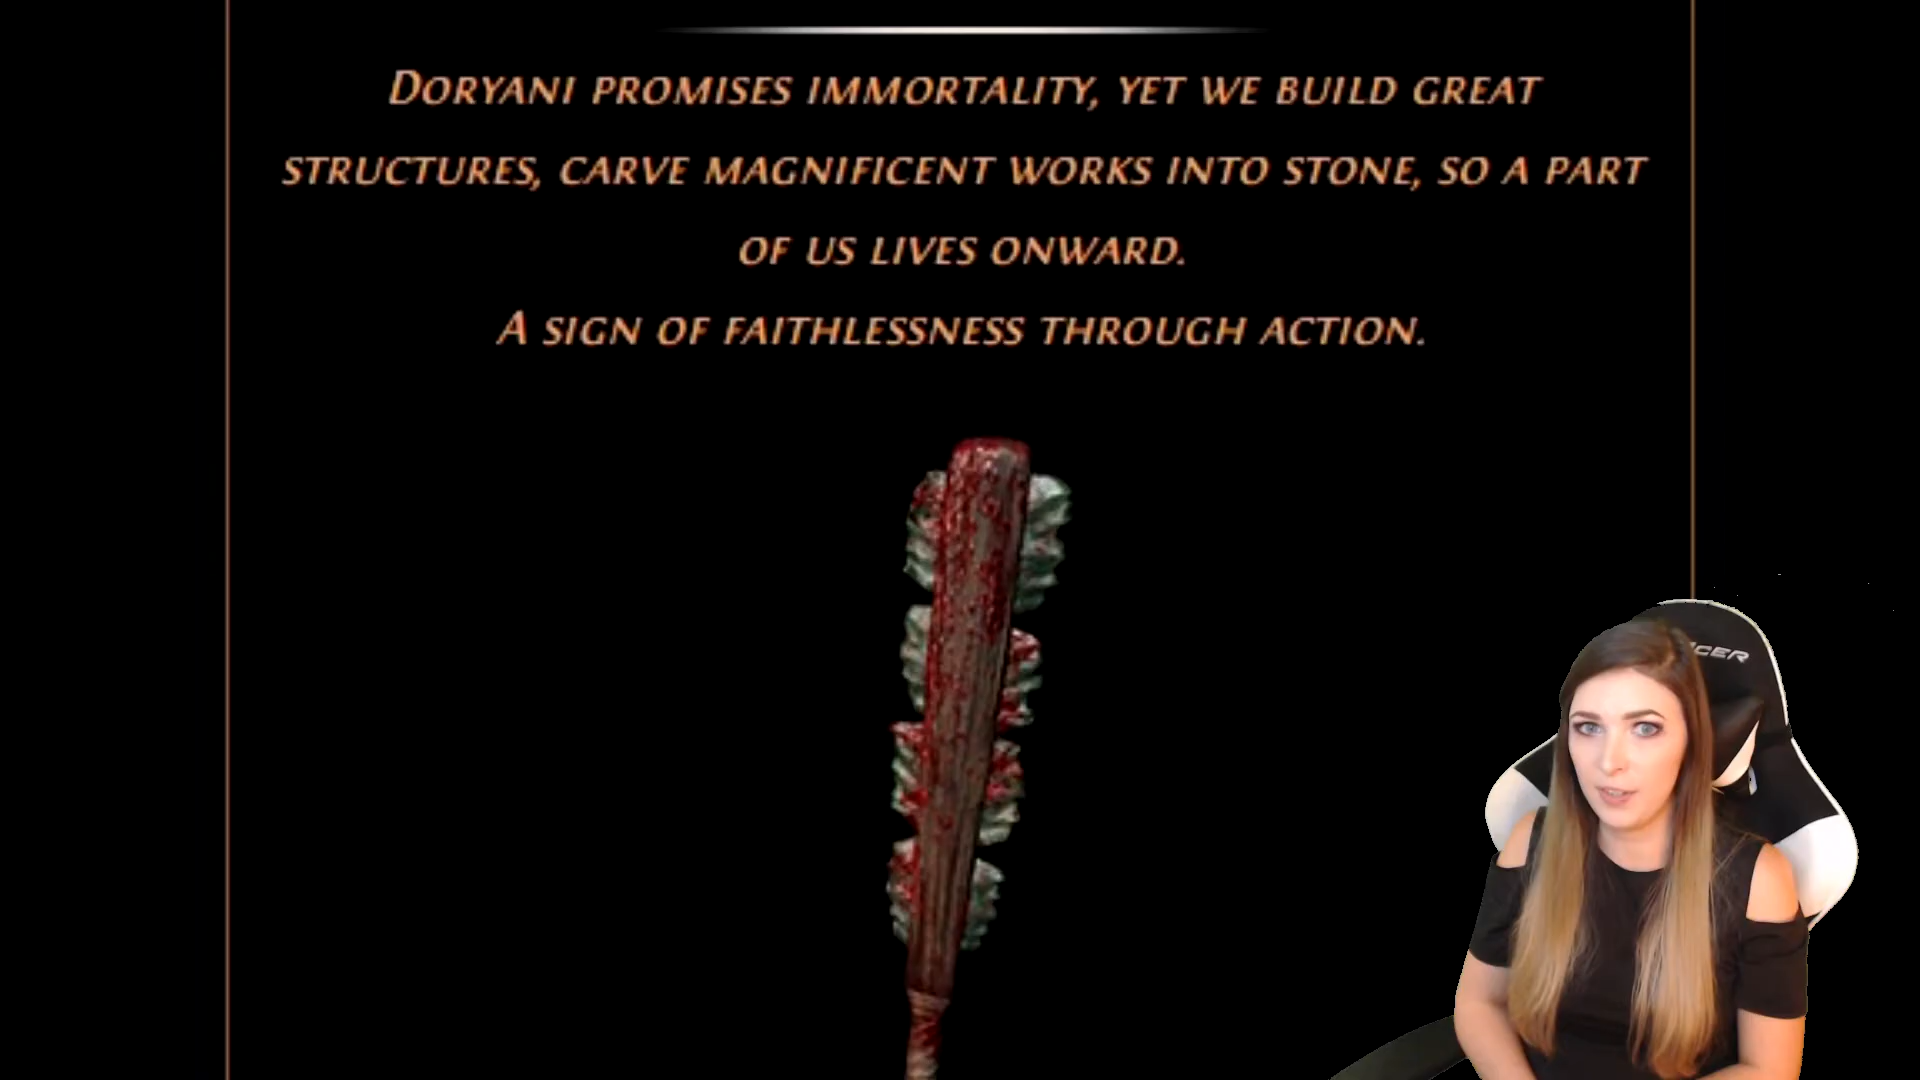 Doryani promises immortality, yet we build great
structures, carve magnificent works into stone, so a part
of us lives onward.
A sign of faithlessness through action.